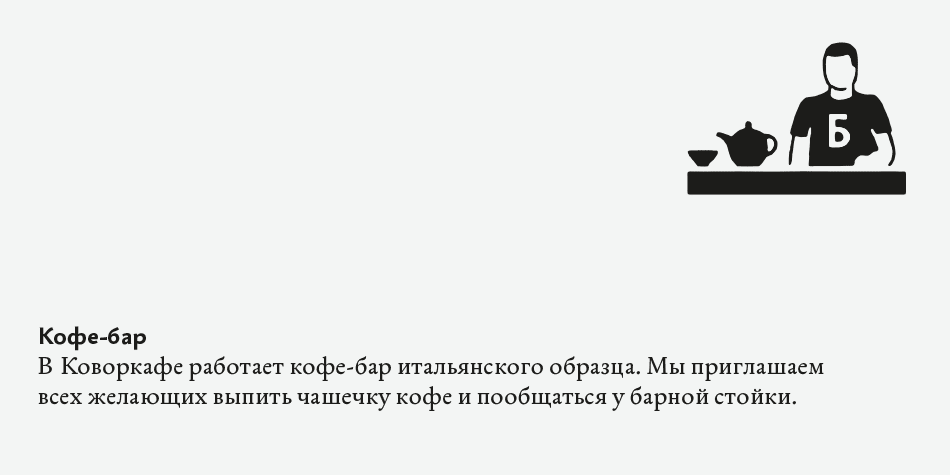 Б
Кофе-бар
В Коворкафе работает кофе-бар итальянского образца. Мы приглашаем
всех желающих выпить чашечку кофе и пообщаться у барной стойки.